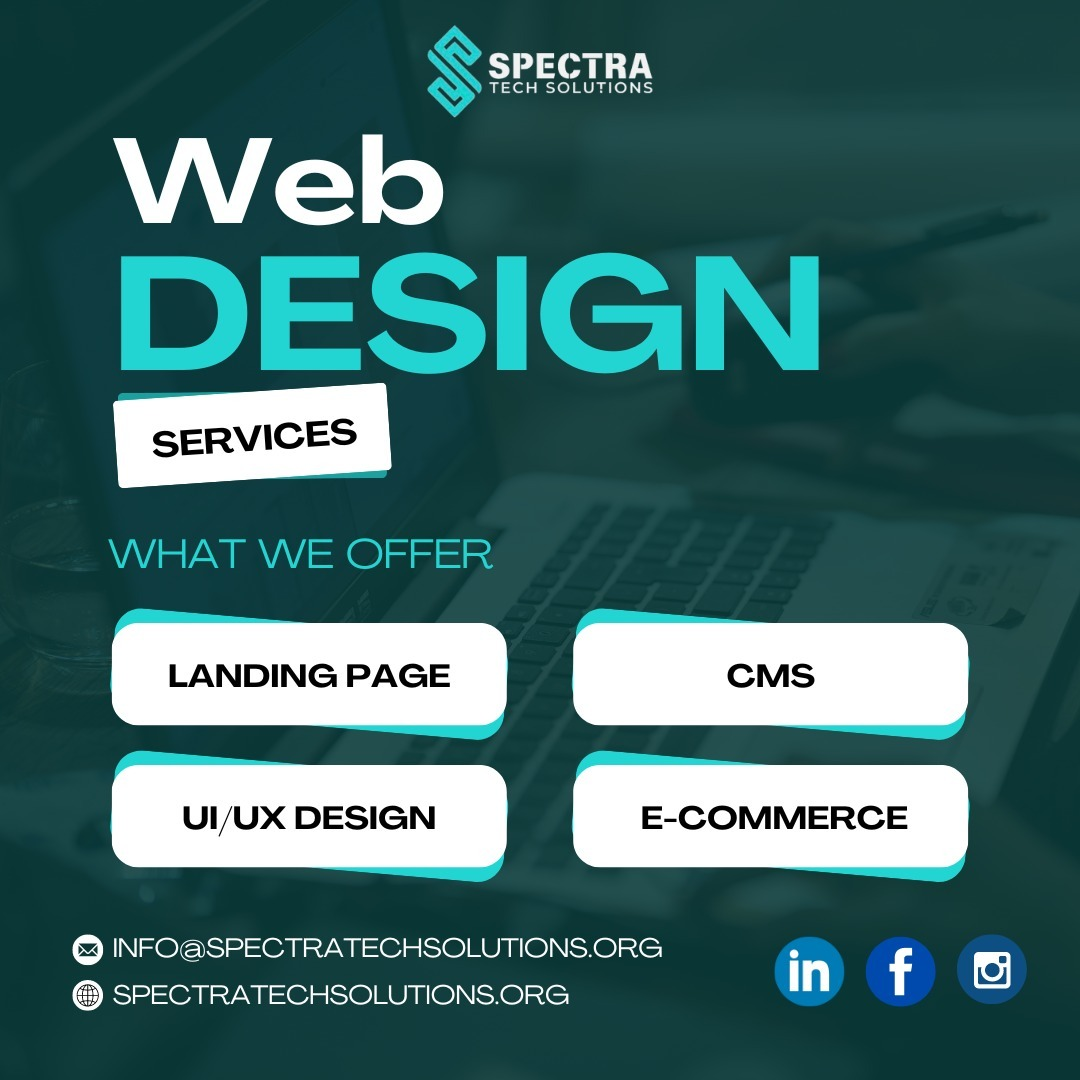 SPECTRA
TECH SOLUTIONS
Web
DESIGN
SERVICES
WHAT WE OFFER
LANDING PAGE
CMS
UI/UX DESIGN
E-COMMERCE
INFO@SPECTRATECHSOLUTIONS.ORG
SPECTRATECHSOLUTIONS.ORG
in
f